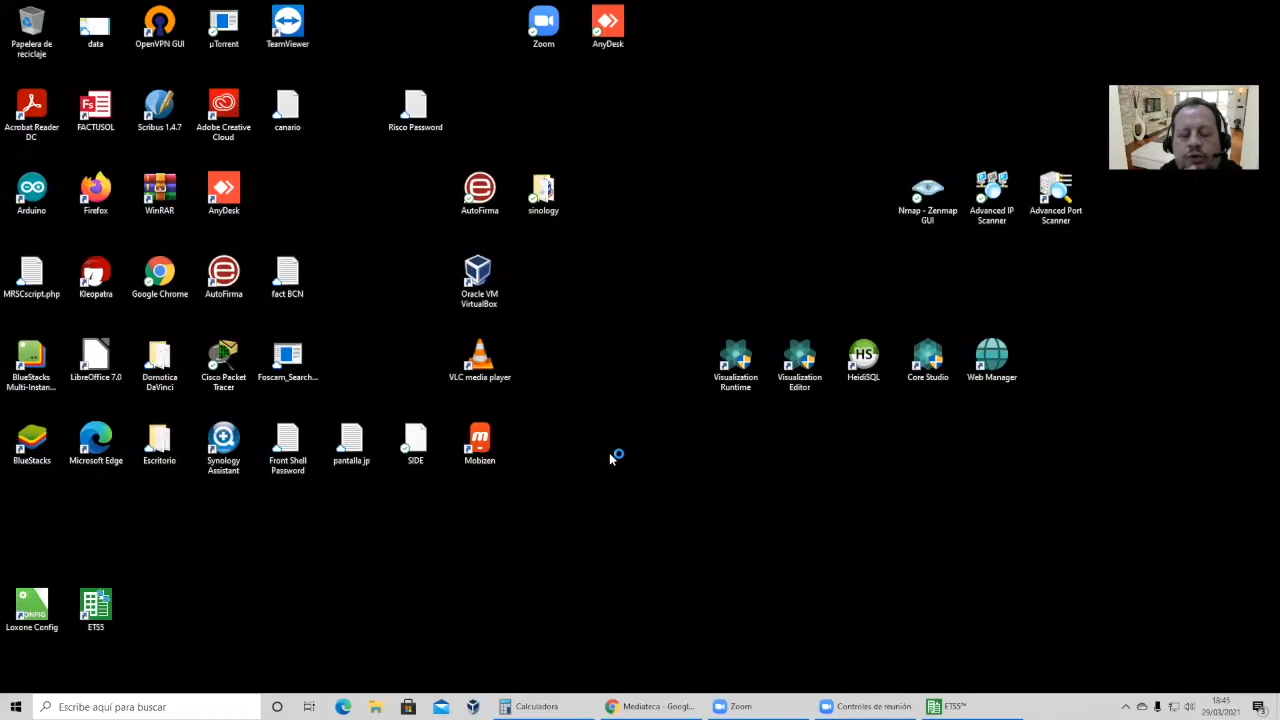 Papelera de
reciclaje
data
OpenVPN GUI
µTorrent
TeamViewer
Zoom
AnyDesk
Acrobat Reader
DC
FACTUSOL
Scribus 1.4.7
Adobe Creative
Cloud
canario
Risco Password
Arduino
Firefox
WinRAR
AnyDesk
AutoFirma
sinology
Nmap - Zenmap
GUI
Advanced IP
Scanner
Advanced Port
Scanner
MRSCscript.php
Kleopatra
Google Chrome
AutoFirma
fact BCN
Oracle VM
VirtualBox
BlueStacks
Multi-Instan...
LibreOffice 7.0
Domotica
DaVinci
Cisco Packet
Tracer
Foscam_Search...
VLC media player
Visualization
Runtime
Visualization
Editor
HS
HeidiSQL
Core Studio
Web Manager
BlueStacks
Microsoft Edge
Escritorio
Synology
Assistant
Front Shell
Password
pantalla jp
SIDE
Mobizen
Loxone Config
ETS5
Escribe aquí para buscar
Calculadora
Mediateca - Googl...
Zoom
Controles de reunión
ETS™
18:45
29/03/2021